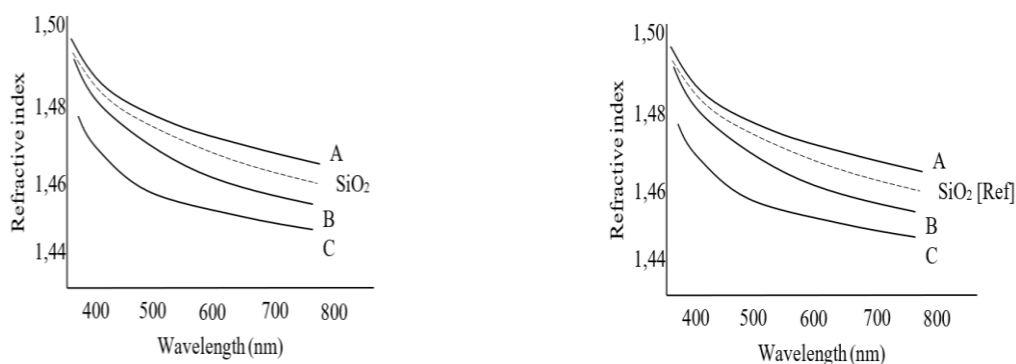 1,50
1,48
1,46
1,44
Refractive index
A
SiO₂
B
C
400 500 600 700 800
Wavelength (nm)
1,50
1,48
1,46
1,44
Refractive index
A
SiO₂ [Ref]
B
C
400 500 600 700 800
Wavelength (nm)